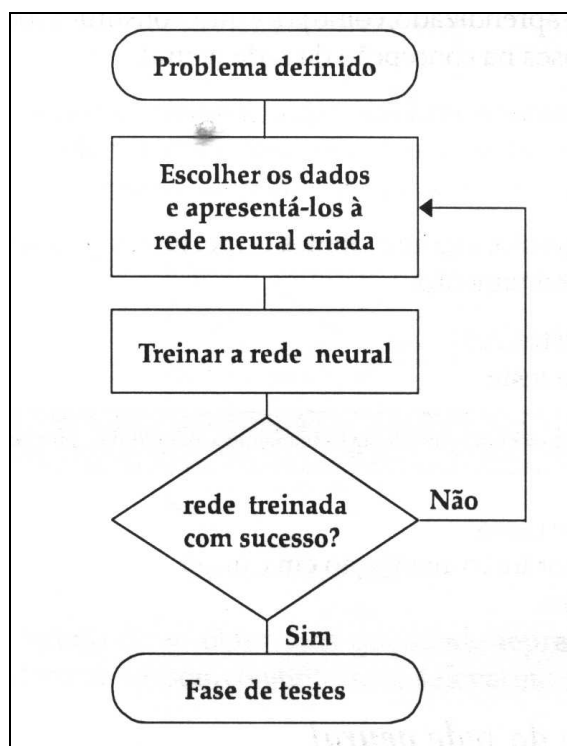 Problema definido
Escolher os dados
e apresentá-los à
rede neural criada
Treinar a rede neural
rede treinada
com sucesso?
Não
Sim
Fase de testes